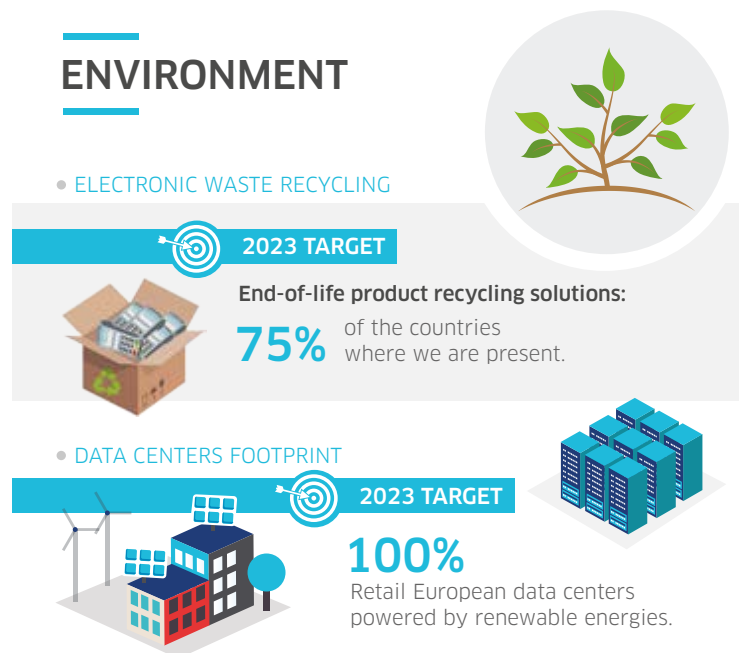 ENVIRONMENT
• ELECTRONIC WASTE RECYCLING
2023 TARGET
End-of-life product recycling solutions:
75% of the countries
where we are present.
• DATA CENTERS FOOTPRINT
2023 TARGET
100%
Retail European data centers
powered by renewable energies.